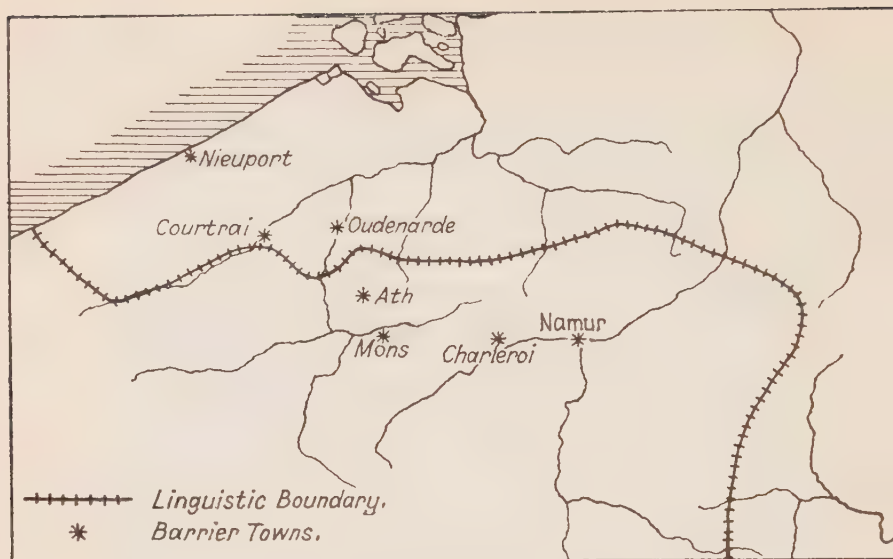 Nieuport
Courtrai
Oudenarde
Ath
Mons
Charleroi
Namur
Linguistic Boundary.
Barrier Towns.